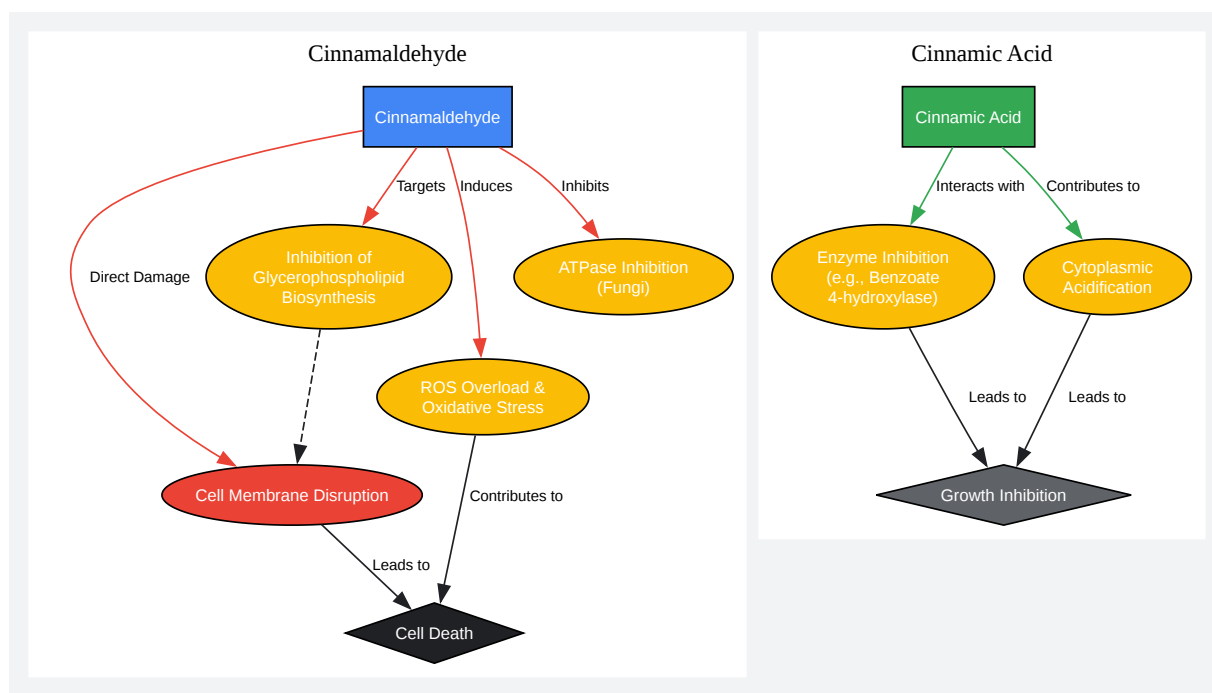 Cinnamaldehyde
Cinnamaldehyde
Targets
Induces
Inhibits
Direct Damage
Inhibition of
Glycerophospholipid
Biosynthesis
ATPase Inhibition
(Fungi)
ROS Overload &
Oxidative Stress
Cell Membrane Disruption
Contributes to
Leads to
Cell Death
Cinnamic Acid
Cinnamic Acid
Interacts with
Contributes to
Enzyme Inhibition
(e.g., Benzoate
4-hydroxylase)
Cytoplasmic
Acidification
Leads to
Leads to
Growth Inhibition